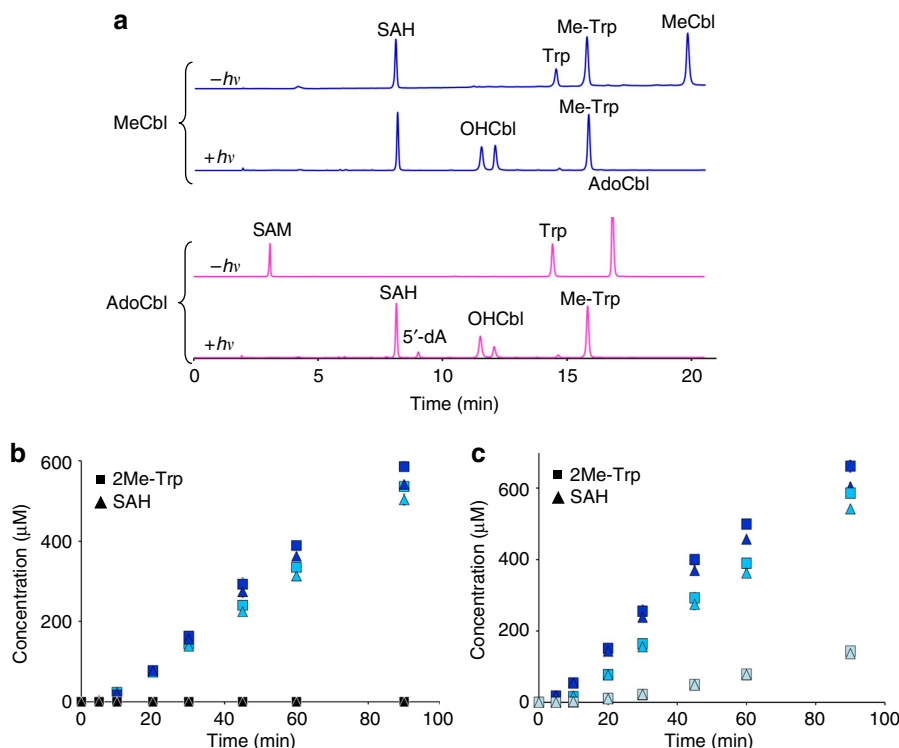 a
SAH
Trp
Me-Trp
MeCbl
−hν
MeCbl
OHCbl
Me-Trp
+hν
AdoCbl
SAM
Trp
−hν
AdoCbl
SAH
5′-dA
OHCbl
Me-Trp
+hν
0 5 10 15 20
Time (min)
b
600
400
200
0
Concentration (μM)
2Me-Trp
SAH
0 20 40 60 80 100
Time (min)
c
600
400
200
0
Concentration (μM)
2Me-Trp
SAH
0 20 40 60 80 100
Time (min)